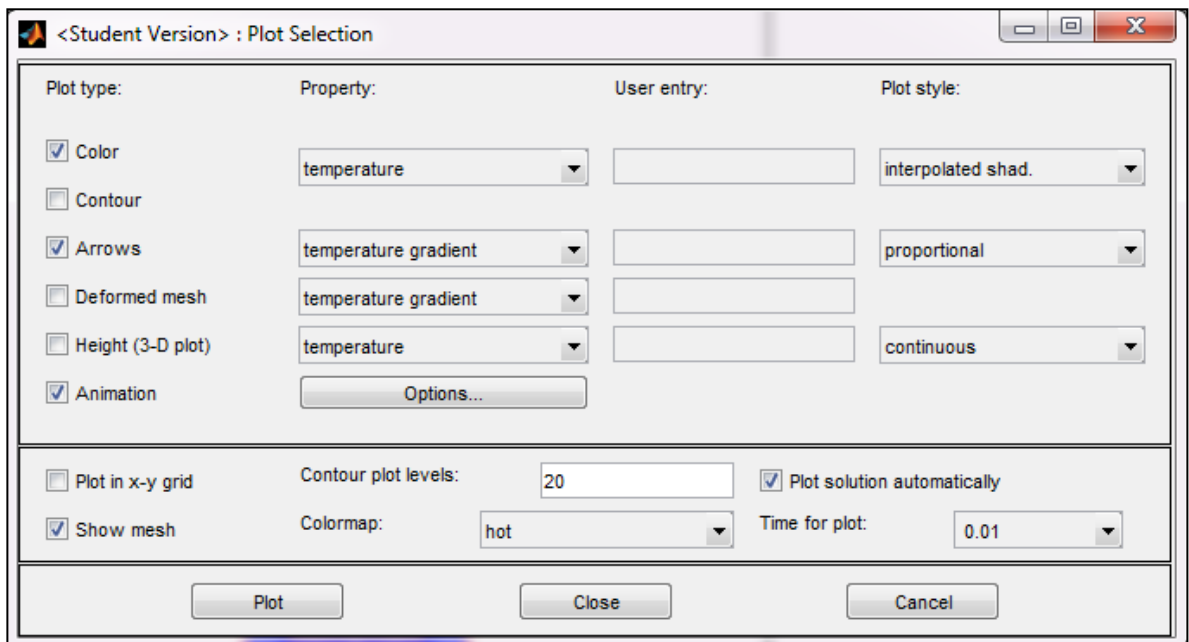 <Student Version> : Plot Selection
Plot type: Property: User entry: Plot style:
Color temperature interpolated shad.
Contour
Arrows temperature gradient proportional
Deformed mesh temperature gradient
Height (3-D plot) temperature continuous
Animation Options...
Plot in x-y grid Contour plot levels: 20 Plot solution automatically
Show mesh Colormap: hot Time for plot: 0.01
Plot Close Cancel